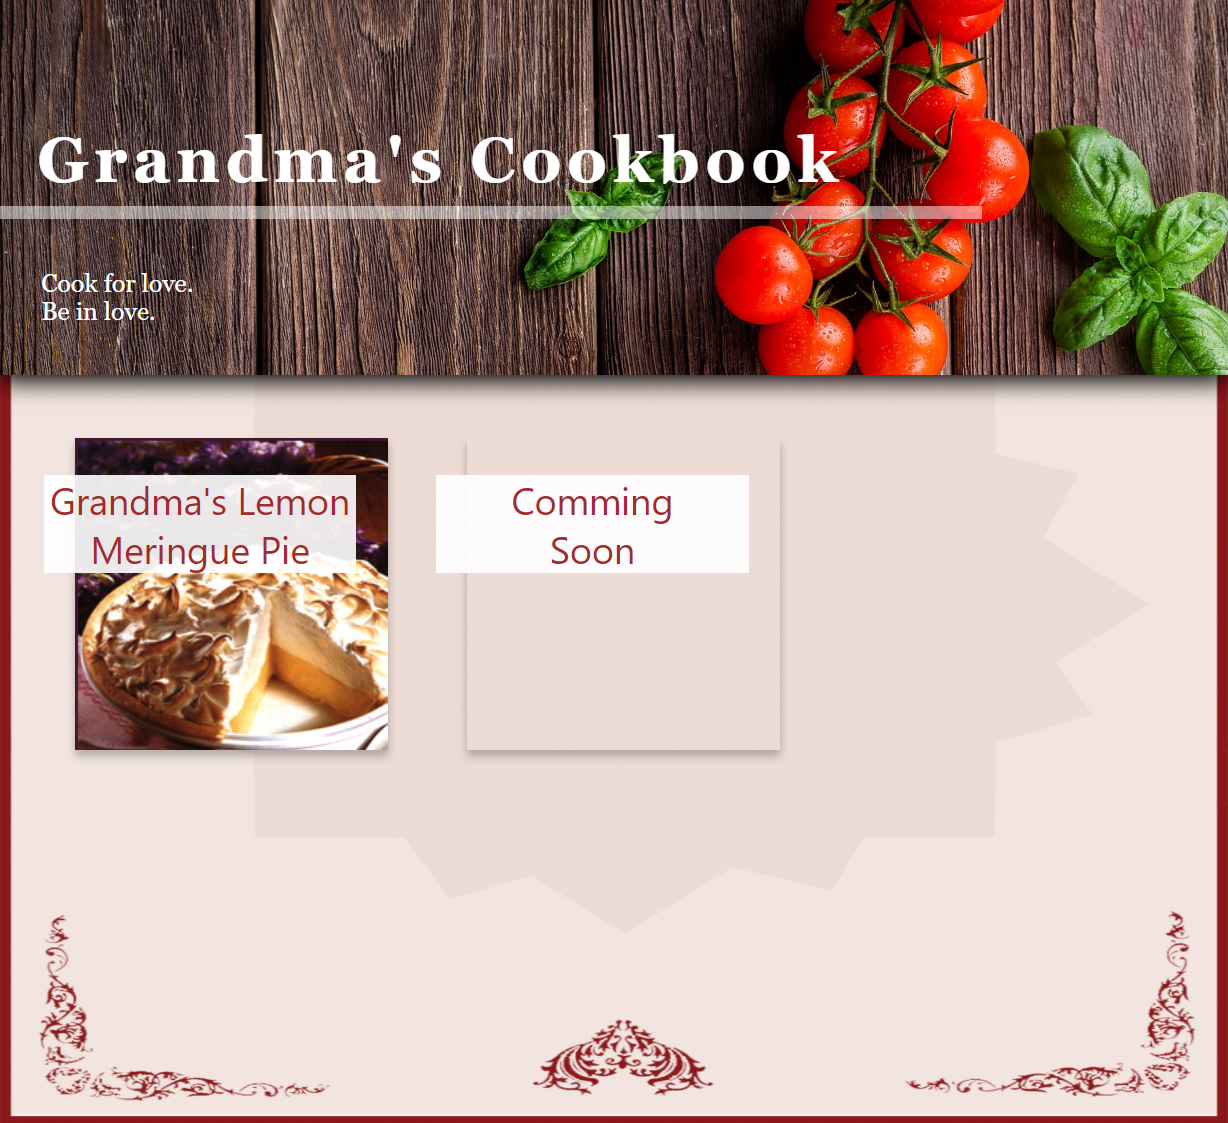 Grandma's Cookbook
Cook for love.
Be in love.
Grandma's Lemon
Meringue Pie
Comming
Soon